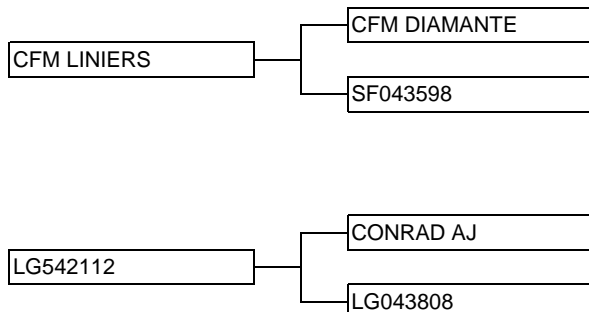 CFM DIAMANTE
CFM LINIERS
SF043598
CONRAD AJ
LG542112
LG043808